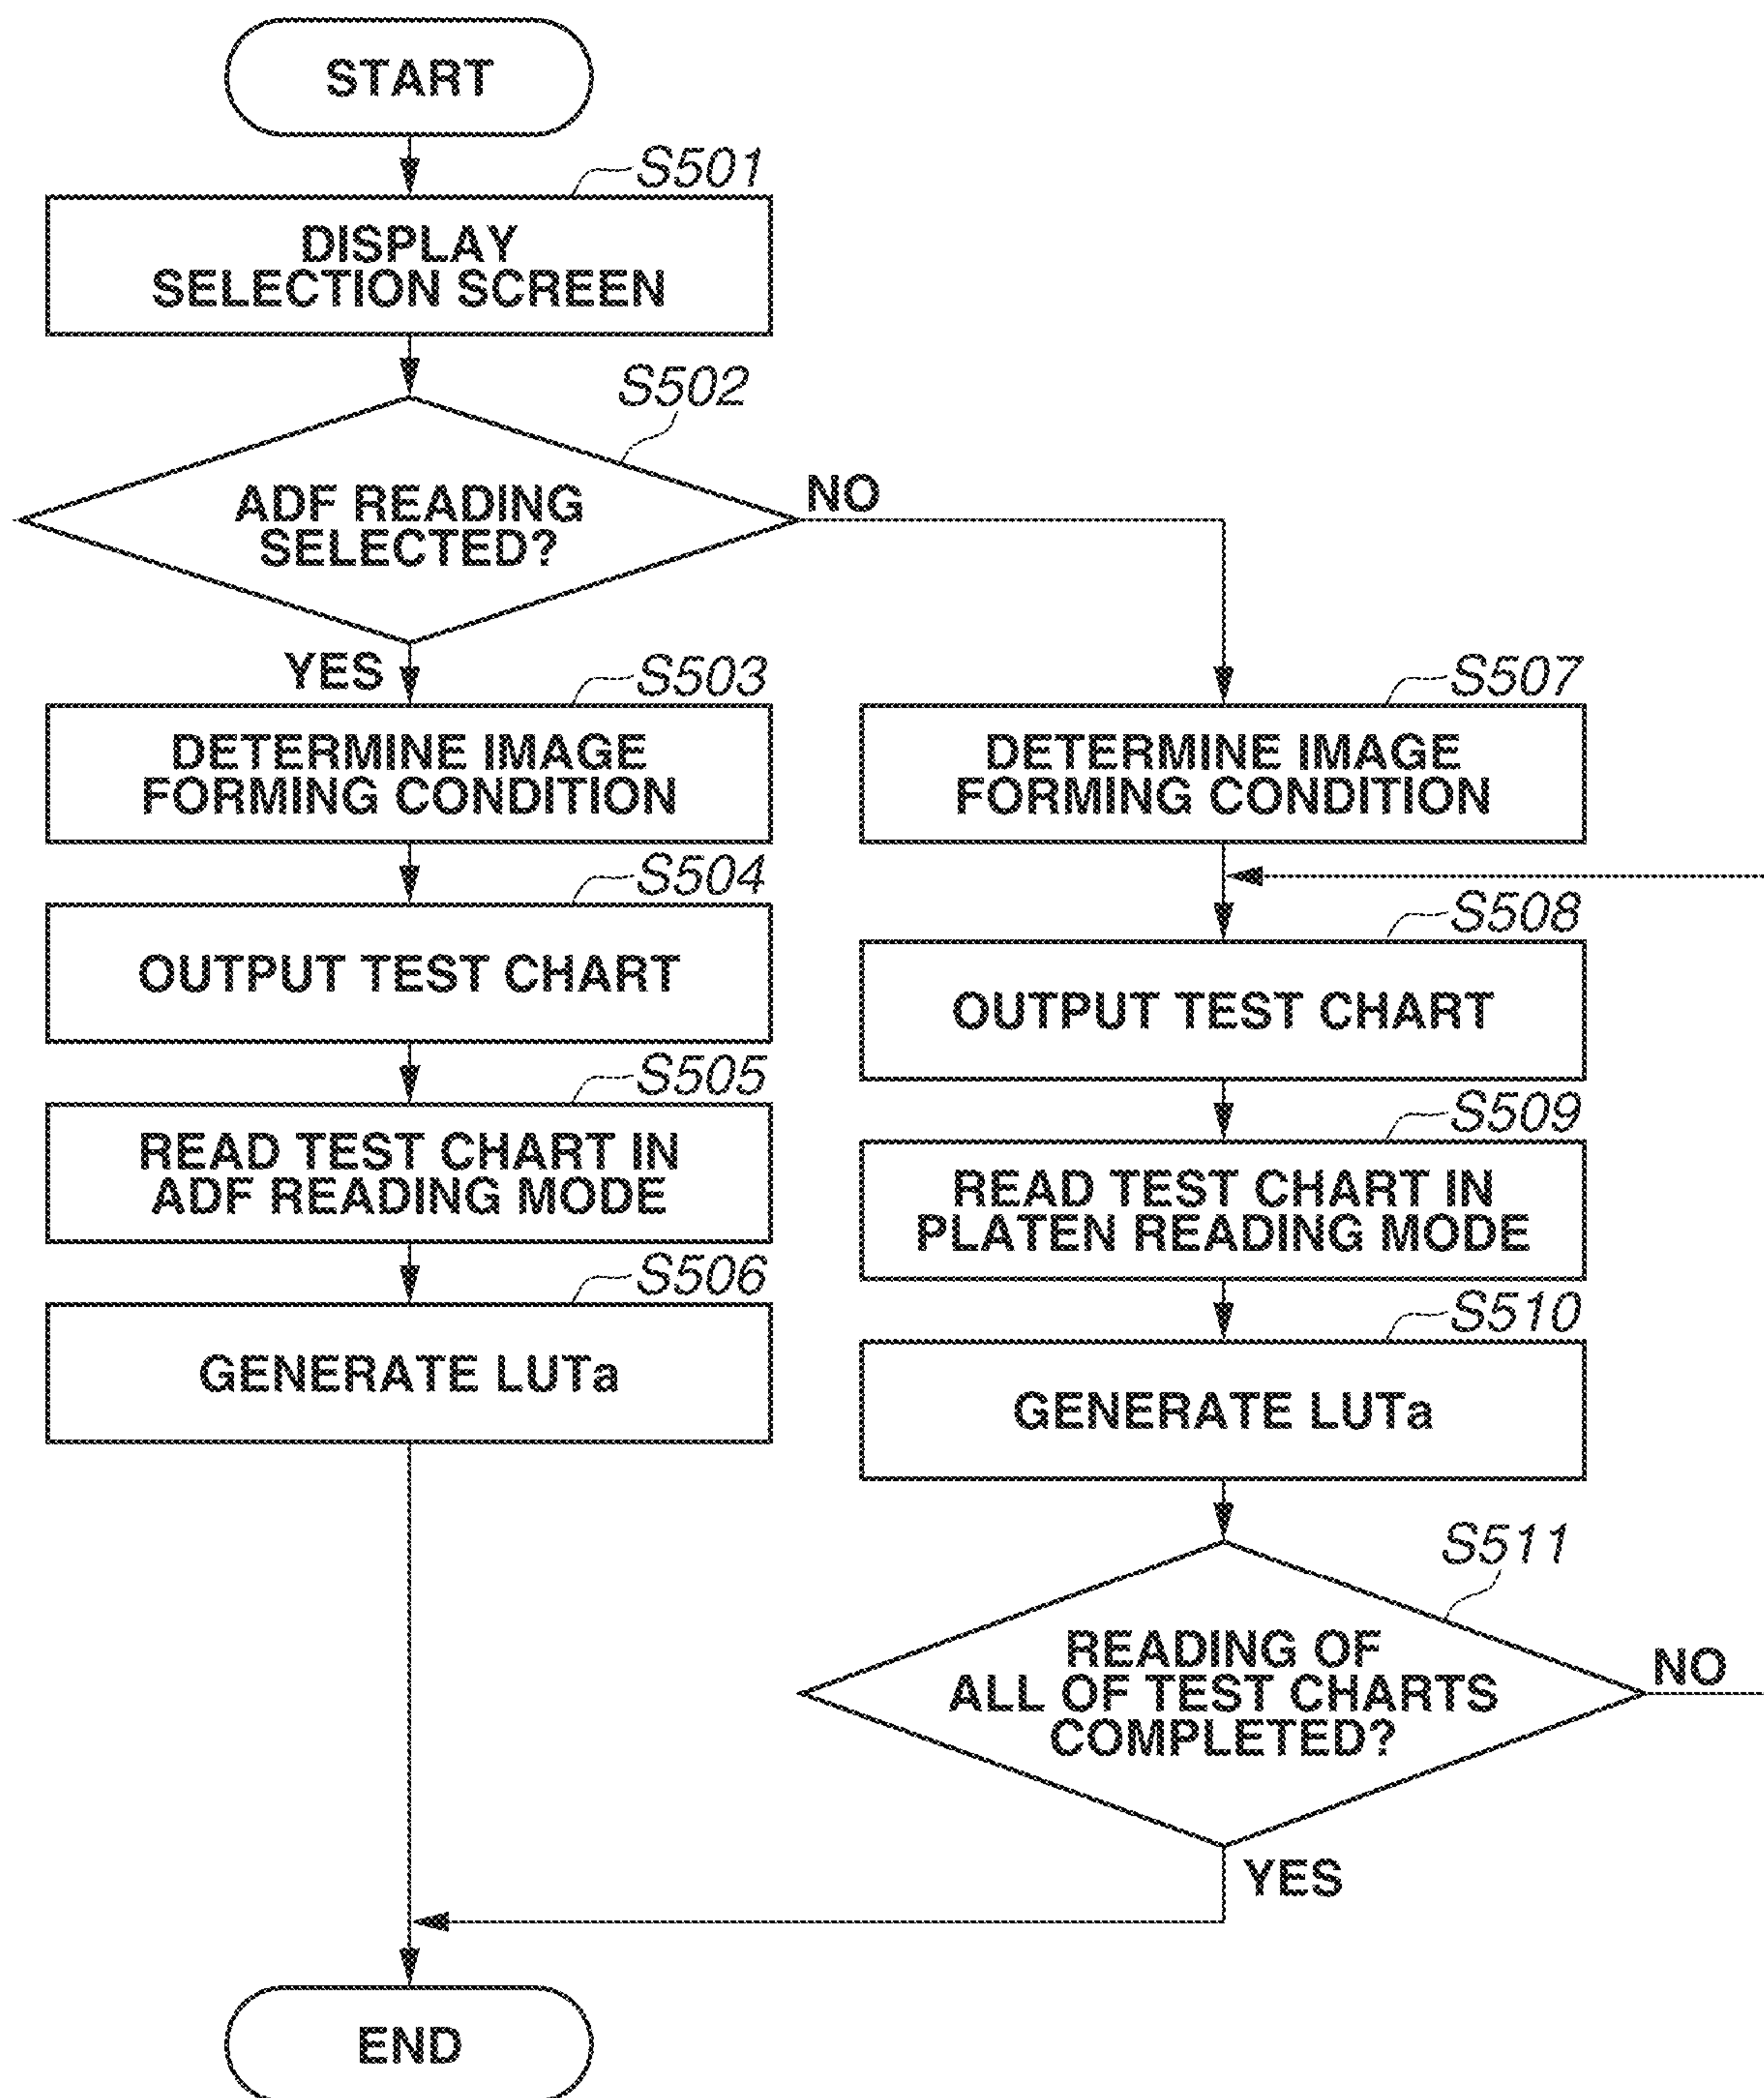 START
S501
DISPLAY
SELECTION SCREEN
S502
ADF READING
SELECTED?
NO
YES
S503
DETERMINE IMAGE
FORMING CONDITION
S504
OUTPUT TEST CHART
S505
READ TEST CHART IN
ADF READING MODE
S506
GENERATE LUTa
S507
DETERMINE IMAGE
FORMING CONDITION
S508
OUTPUT TEST CHART
S509
READ TEST CHART IN
PLATEN READING MODE
S510
GENERATE LUTa
S511
READING OF
ALL OF TEST CHARTS
COMPLETED?
NO
YES
END